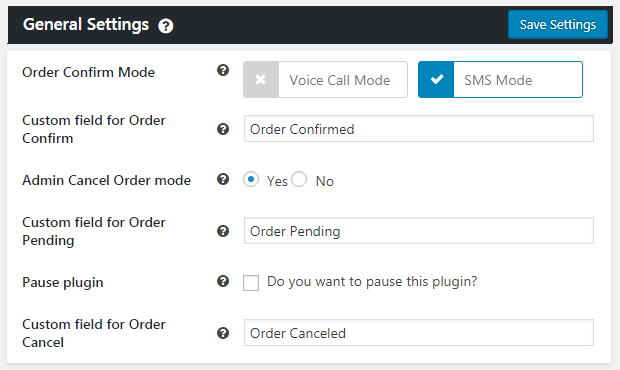 General Settings ?
Save Settings
Order Confirm Mode ? Voice Call Mode SMS Mode
Custom field for Order
Confirm ? Order Confirmed
Admin Cancel Order mode ? Yes No
Custom field for Order
Pending ? Order Pending
Pause plugin ? Do you want to pause this plugin?
Custom field for Order
Cancel ? Order Canceled